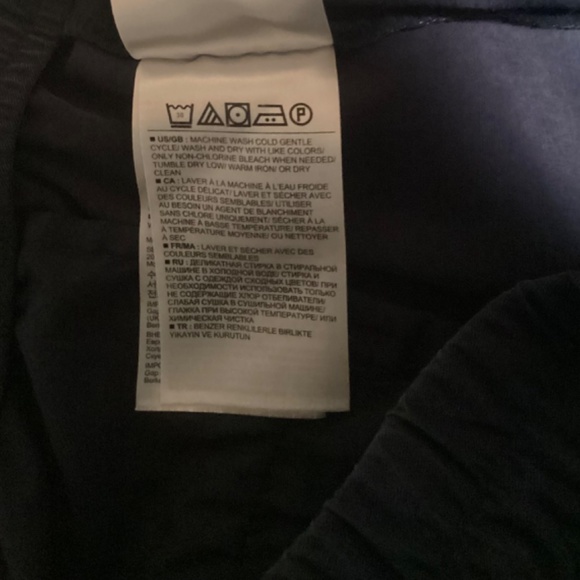 30 P
■ US/GB : MACHINE WASH COLD GENTLE
CYCLE/ WASH AND DRY WITH LIKE COLORS/
ONLY NON-CHLORINE BLEACH WHEN NEEDED/
TUMBLE DRY LOW/ WARM IRON/ OR DRY
CLEAN
■ CA : LAVER À LA MACHINE À L'EAU FROIDE
AU CYCLE DÉLICAT/ LAVER ET SÉCHER AVEC
DES COULEURS SEMBLABLES/ UTILISER
AU BESOIN UN AGENT DE BLANCHIMENT
SANS CHLORE UNIQUEMENT/ SÉCHER À LA
MACHINE À BASSE TEMPÉRATURE/ REPASSER
À TEMPÉRATURE MOYENNE/ OU NETTOYER
À SEC
■ FR/MA : LAVER ET SÉCHER AVEC DES
COULEURS SEMBLABLES
■ RU : ДЕЛИКАТНАЯ СТИРКА В СТИРАЛЬНОЙ
МАШИНЕ В ХОЛОДНОЙ ВОДЕ/ СТИРКА И
СУШКА С ОДЕЖДОЙ СХОДНЫХ ЦВЕТОВ/ ПРИ
НЕОБХОДИМОСТИ ИСПОЛЬЗОВАТЬ ТОЛЬКО
НЕ СОДЕРЖАЩИЕ ХЛОР ОТБЕЛИВАТЕЛИ/
СЛАБАЯ СУШКА В СУШИЛЬНОЙ МАШИНЕ/
ГЛАЖКА ПРИ ВЫСОКОЙ ТЕМПЕРАТУРЕ/ ИЛИ
ХИМИЧЕСКАЯ ЧИСТКА
■ TR : BENZER RENKLILERLE BIRLIKTE
YIKAYIN VE KURUTUN